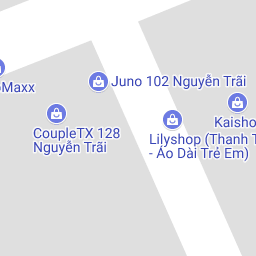 Juno 102 Nguyễn Trãi
Maxx
Kaisho
CoupleTX 128
Nguyễn Trãi
Lilyshop (Thanh T
- Áo Dài Trẻ Em)